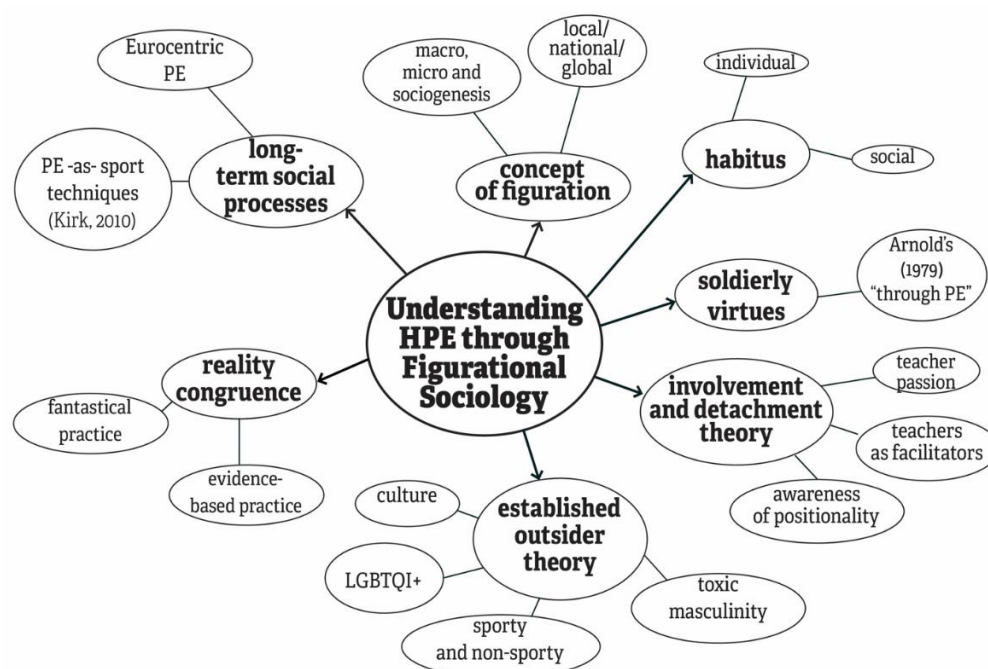 Eurocentric
PE
PE -as- sport
techniques
(Kirk, 2010)
long-
term social
processes
macro,
micro and
sociogenesis
local/
national/
global
concept
of figuration
individual
habitus
social
Understanding
HPE through
Figurational
Sociology
soldierly
virtues
Arnold's
(1979)
"through PE"
reality
congruence
fantastical
practice
evidence-
based practice
involvement
and detachment
theory
teacher
passion
teachers
as facilitators
awareness
of positionality
established
outsider
theory
culture
LGBTQI+
sporty
and non-sporty
toxic
masculinity